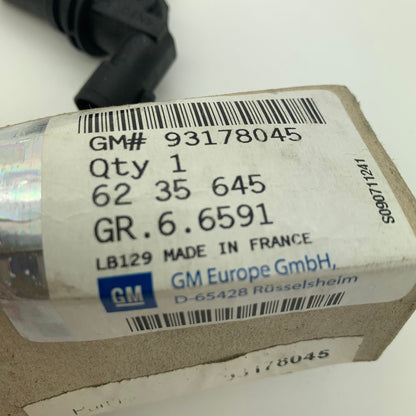 GM# 93178045
Qty 1
62 35 645
GR.6.6591
LB129 MADE IN FRANCE
GM
GM Europe GmbH,
D-65428 Rüsselsheim
S090711241
93178045